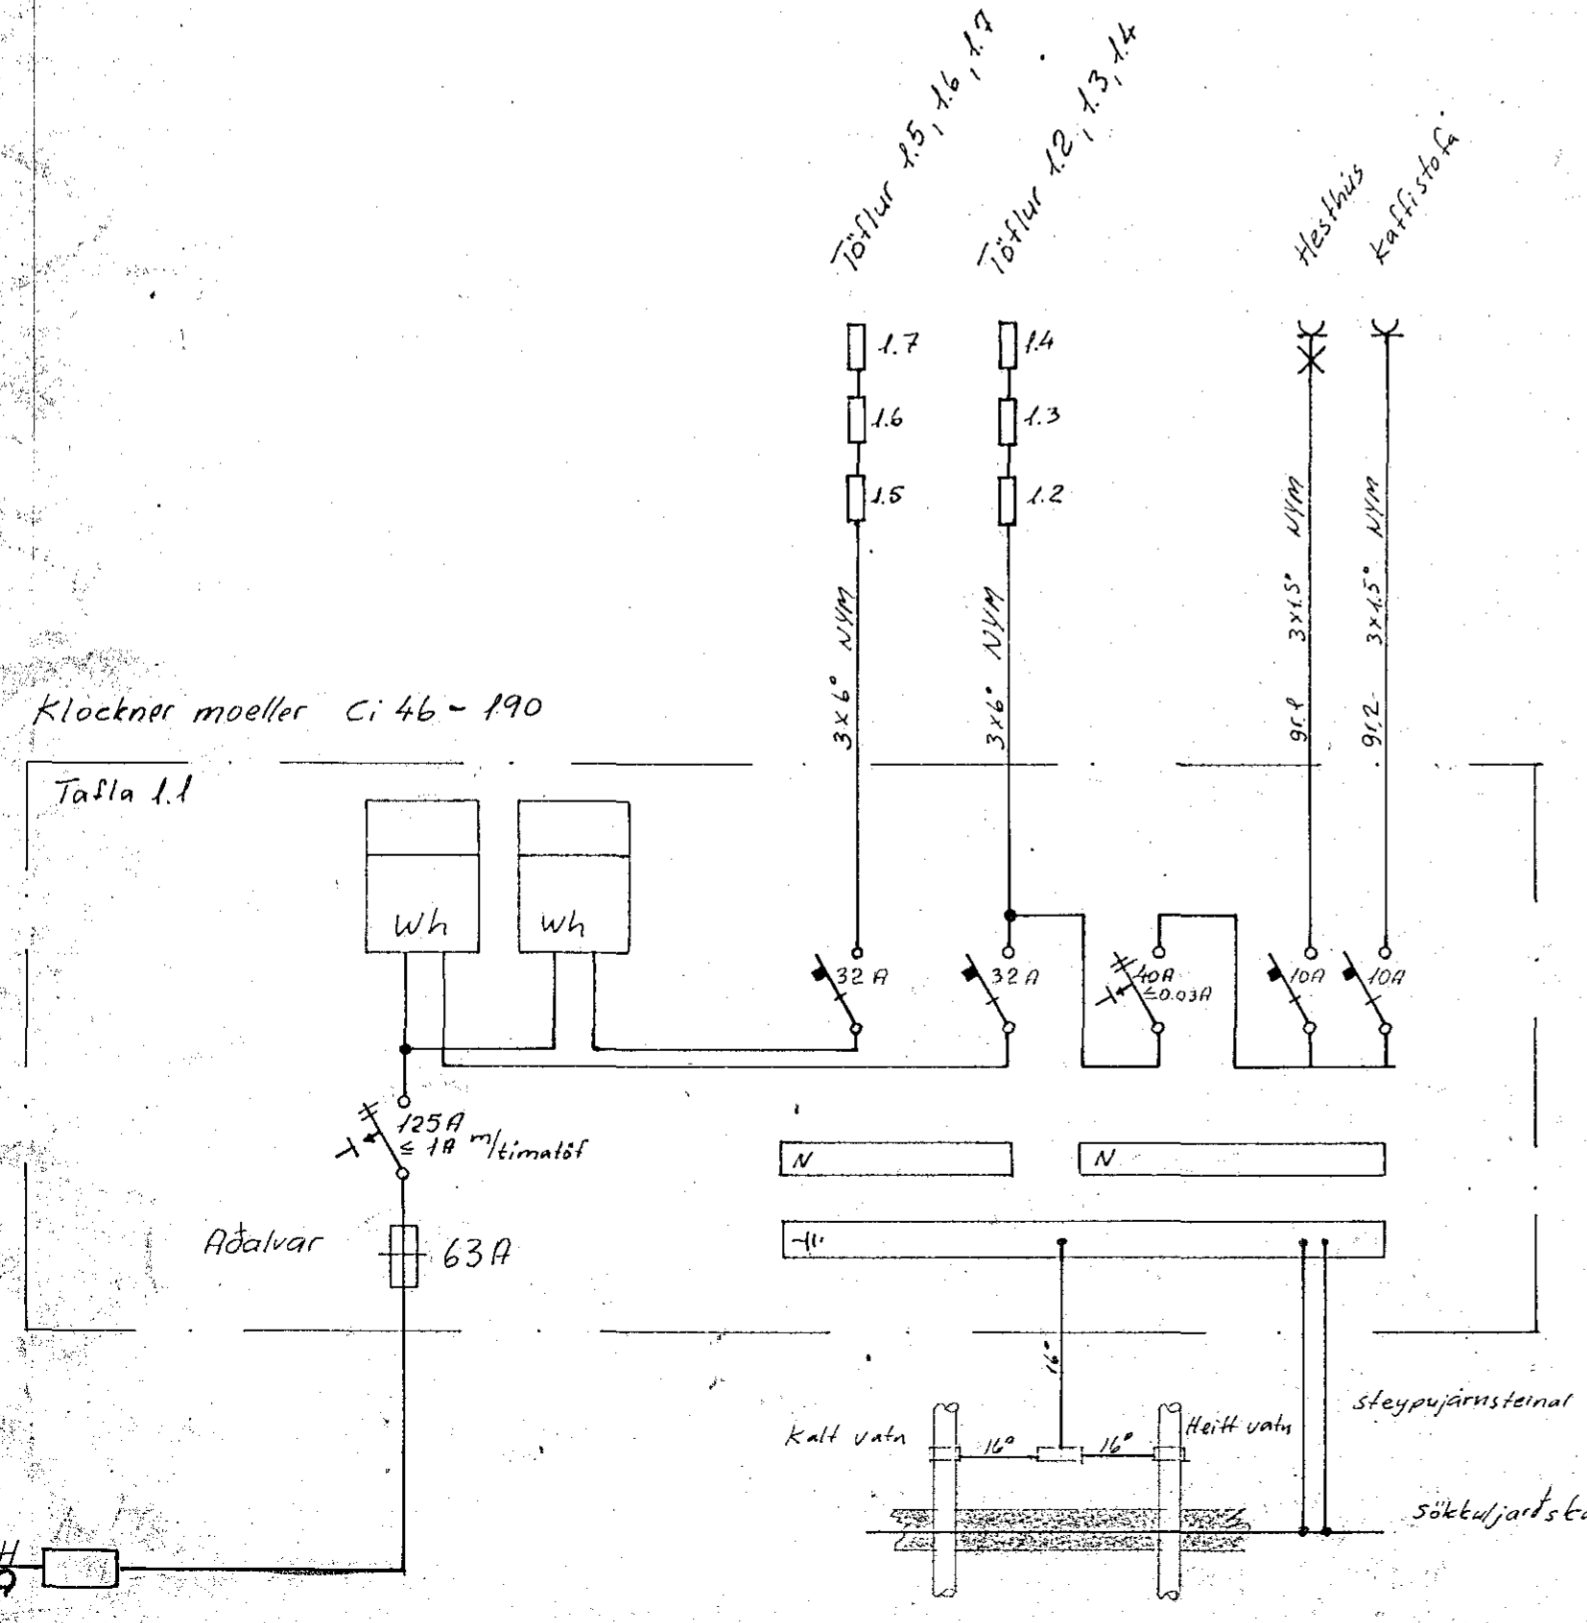 Töflur 1.5, 1.6, 1.7
Töflur 1.2, 1.3, 1.4
Hesthús
Kaffistofa
1.7
1.4
1.6
1.3
1.5
1.2
3x6° NYM
3x6° NYM
gr.1 3x1.5° NYM
gr.2 3x1.5° NYM
Klockner moeller Ci 46 - 190
Tafla 1.1
Wh
Wh
32A
32A
40A
≤0.03A
10A
10A
125A
≤ 1A m/timatöf
N
N
Aðalvar
63A
16°
Kalt vatn
16°
16°
Heitt vatn
steypujárnsteinar